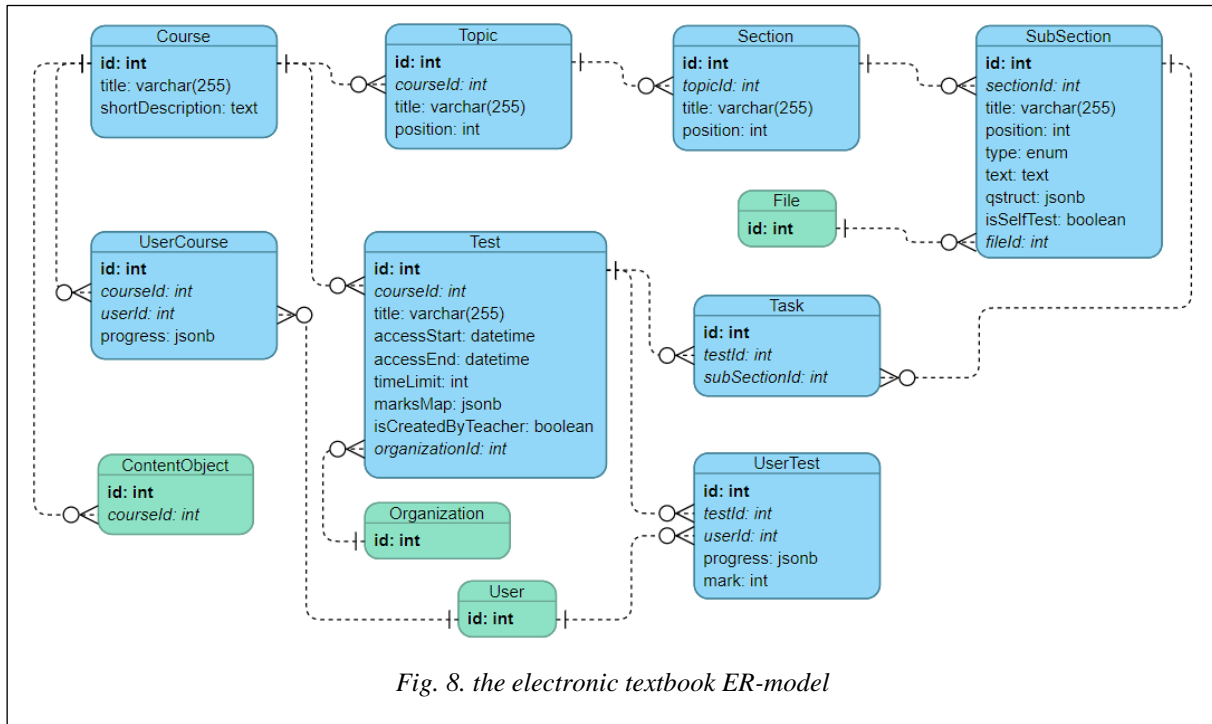 Course
id: int
title: varchar(255)
shortDescription: text
Topic
id: int
courseId: int
title: varchar(255)
position: int
Section
id: int
topicId: int
title: varchar(255)
position: int
SubSection
id: int
sectionId: int
title: varchar(255)
position: int
type: enum
text: text
qstruct: jsonb
isSelfTest: boolean
fileId: int
File
id: int
UserCourse
id: int
courseId: int
userId: int
progress: jsonb
Test
id: int
courseId: int
title: varchar(255)
accessStart: datetime
accessEnd: datetime
timeLimit: int
marksMap: jsonb
isCreatedByTeacher: boolean
organizationId: int
Task
id: int
testId: int
subSectionId: int
ContentObject
id: int
courseId: int
Organization
id: int
UserTest
id: int
testId: int
userId: int
progress: jsonb
mark: int
User
id: int
Fig. 8. the electronic textbook ER-model